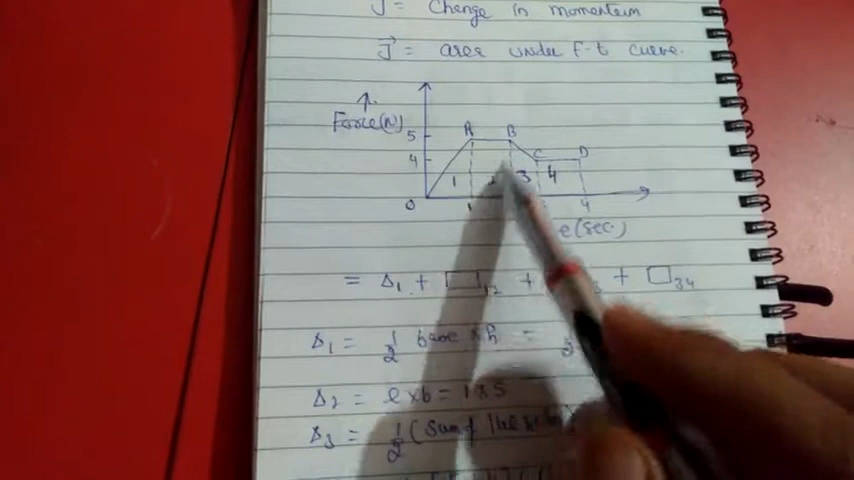 J = Change in momentum
J = area under F-t curve.
Force(N)
5
4
A B
C D
1 3 4
0 1 4
(sec.)
= Δ1 + □12 + + □34
Δ1 = 1/2 base x h =
Δ2 = l x b = 1 x 5
Δ3 = 1/2 (Sum of